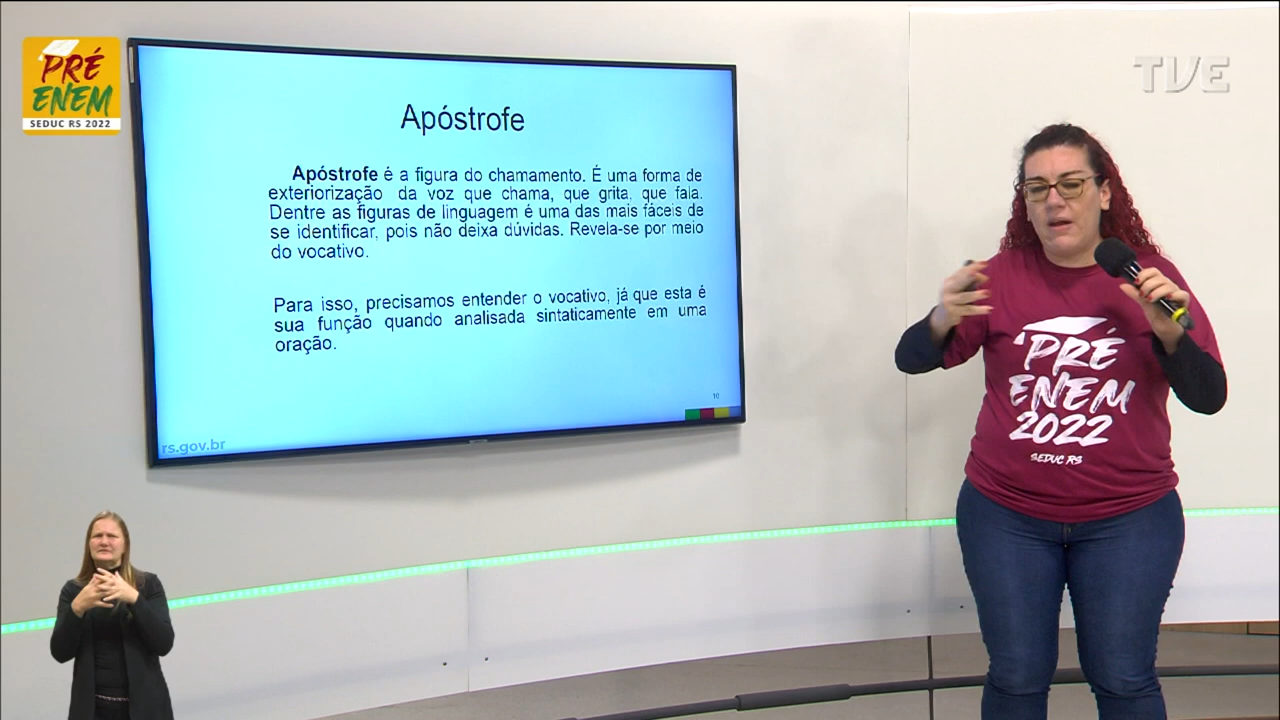 PRÉ
ENEM
SEDUC RS 2022
TVE
Apóstrofe
Apóstrofe é a figura do chamamento. É uma forma de
exteriorização da voz que chama, que grita, que fala.
Dentre as figuras de linguagem é uma das mais fáceis de
se identificar, pois não deixa dúvidas. Revela-se por meio
do vocativo.
Para isso, precisamos entender o vocativo, já que esta é
sua função quando analisada sintaticamente em uma
oração.
10
rs.gov.br
PRÉ
ENEM
2022
SEDUC RS